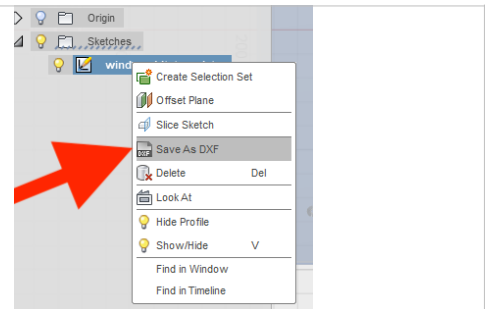 Origin
Sketches
Create Selection Set
Offset Plane
Slice Sketch
DXF Save As DXF
Delete Del
Look At
Hide Profile
Show/Hide V
Find in Window
Find in Timeline